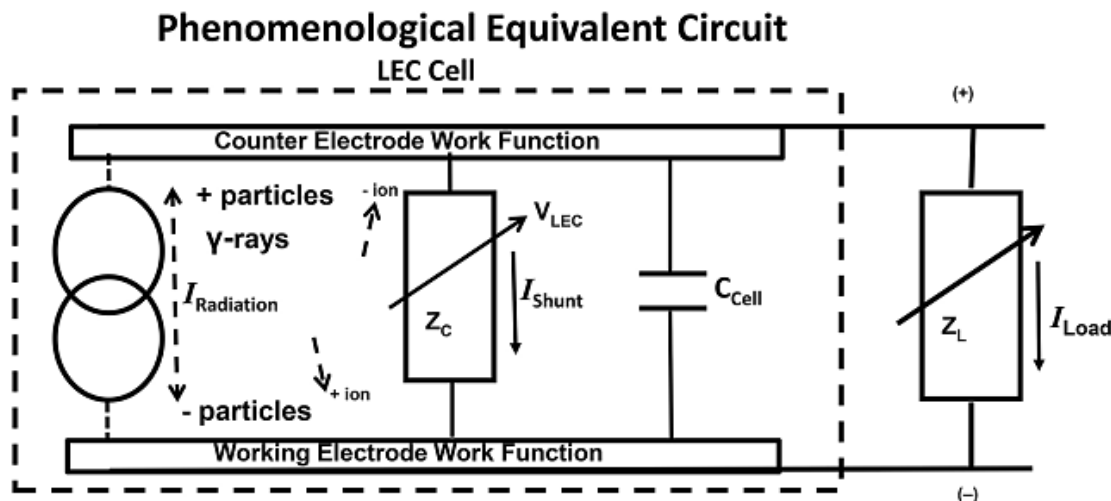 Phenomenological Equivalent Circuit
LEC Cell
(+)
Counter Electrode Work Function
+ particles
- ion
γ-rays
V_LEC
I_Radiation
I_Shunt
C_Cell
Z_C
Z_L
I_Load
+ ion
- particles
Working Electrode Work Function
(–)